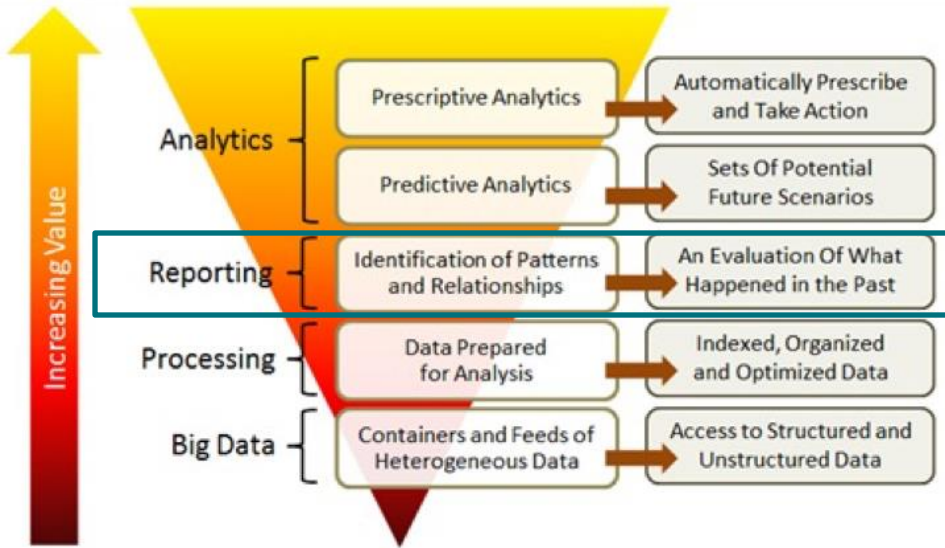 Increasing Value
Analytics
Prescriptive Analytics
Automatically Prescribe
and Take Action
Predictive Analytics
Sets Of Potential
Future Scenarios
Reporting
Identification of Patterns
and Relationships
An Evaluation Of What
Happened in the Past
Processing
Data Prepared
for Analysis
Indexed, Organized
and Optimized Data
Big Data
Containers and Feeds of
Heterogeneous Data
Access to Structured and
Unstructured Data